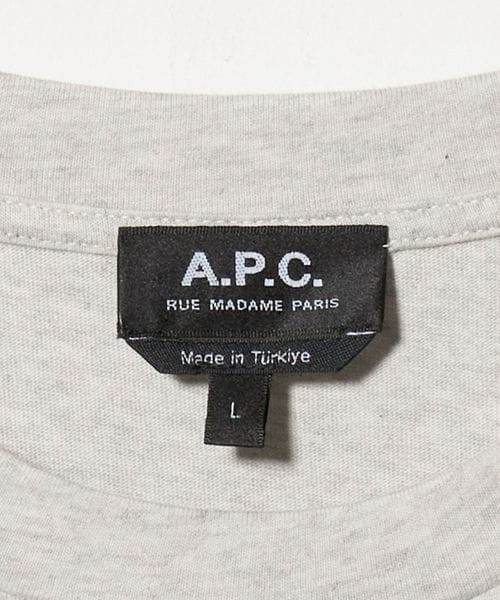 A.P.C.
RUE MADAME PARIS
Made in Türkiye
L